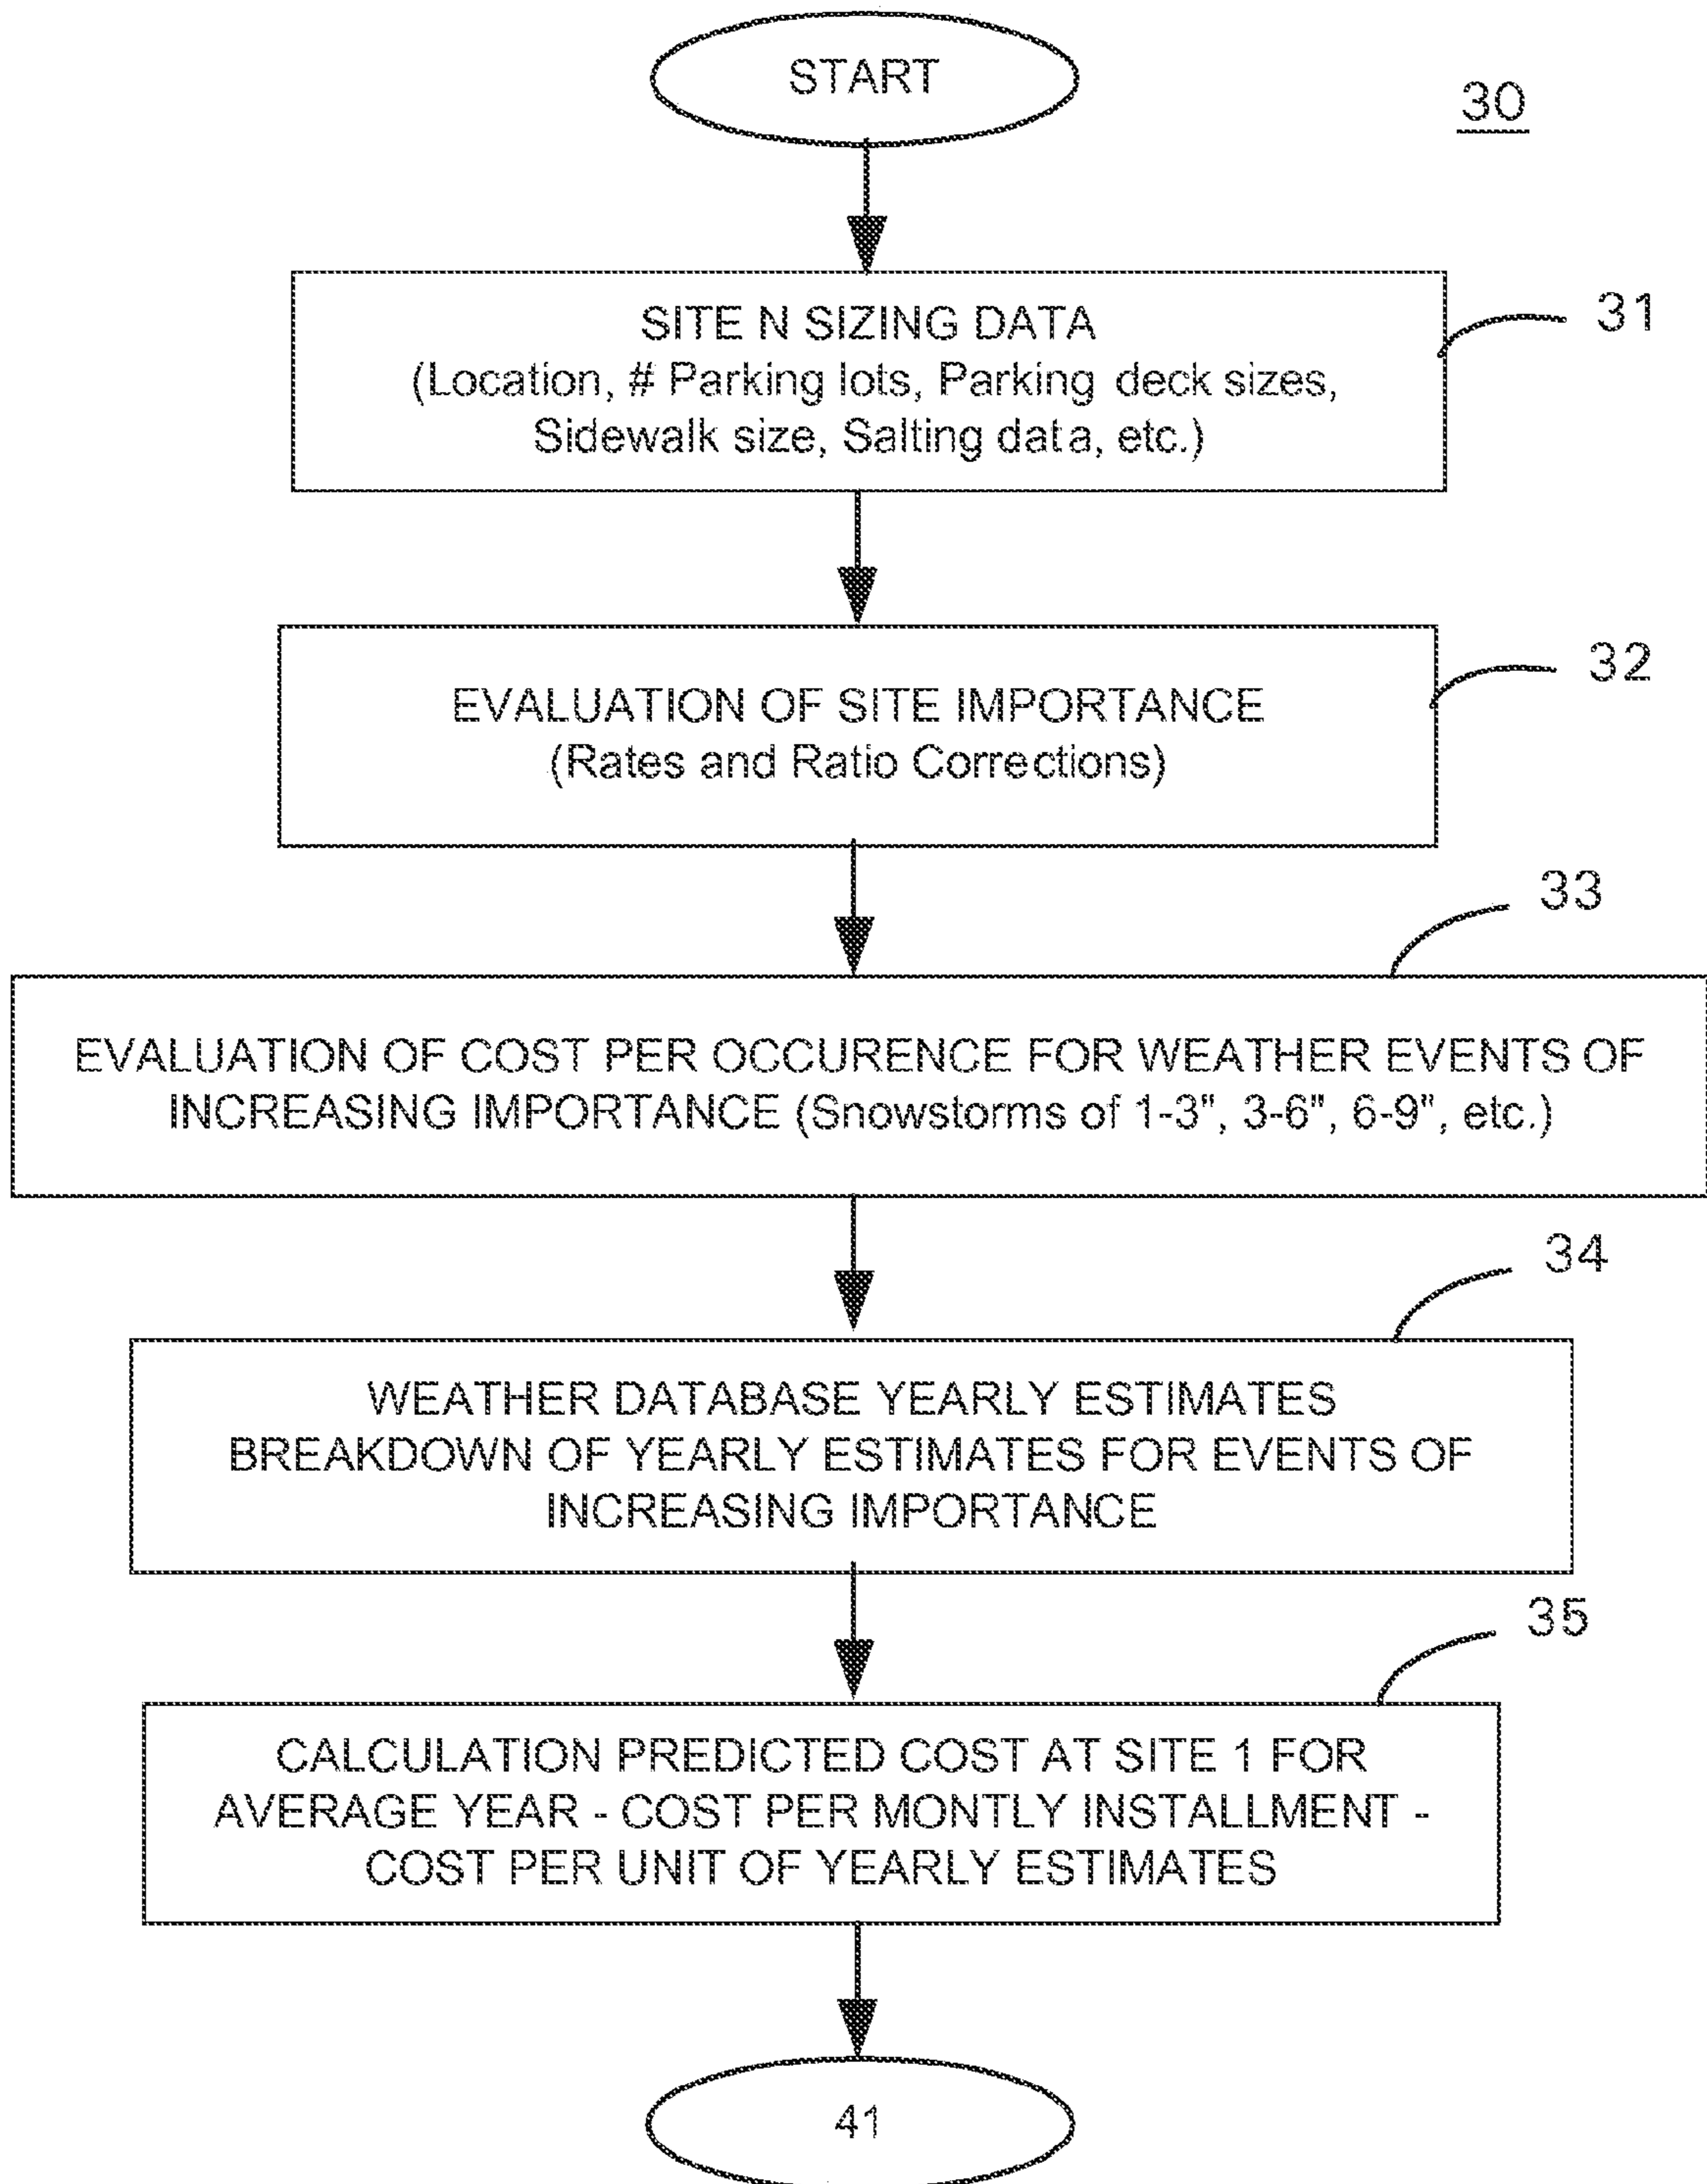 START
30
SITE N SIZING DATA
31
(Location, # Parking lots, Parking deck sizes,
Sidewalk size, Salting data, etc.)
32
EVALUATION OF SITE IMPORTANCE
(Rates and Ratio Corrections)
33
EVALUATION OF COST PER OCCURENCE FOR WEATHER EVENTS OF
INCREASING IMPORTANCE (Snowstorms of 1-3", 3-6", 6-9", etc.)
34
WEATHER DATABASE YEARLY ESTIMATES
BREAKDOWN OF YEARLY ESTIMATES FOR EVENTS OF
INCREASING IMPORTANCE
35
CALCULATION PREDICTED COST AT SITE 1 FOR
AVERAGE YEAR - COST PER MONTLY INSTALLMENT -
COST PER UNIT OF YEARLY ESTIMATES
41